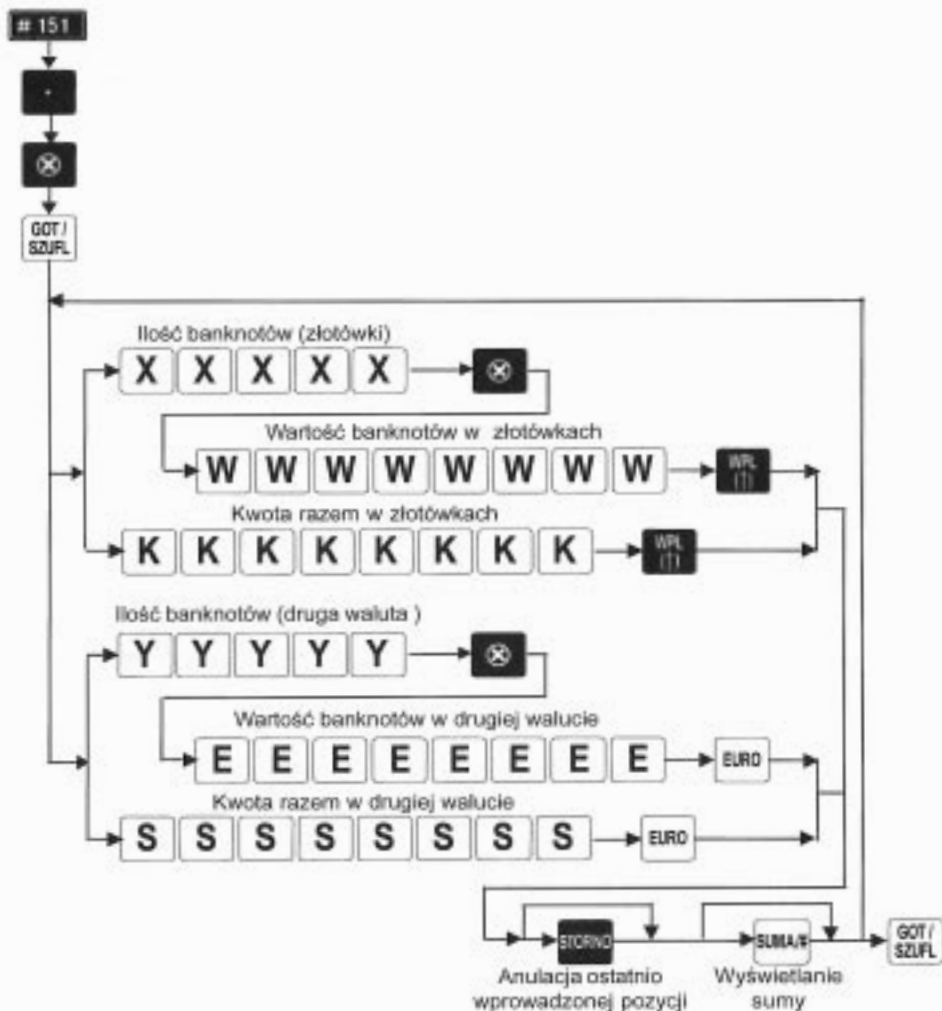 # 151
.
⊗
GOT /
SZUFL
Ilość banknotów (złotówki)
X X X X X ⊗
Wartość banknotów w złotówkach
W W W W W W W W WPŁ
(T)
Kwota razem w złotówkach
K K K K K K K K WPŁ
(T)
Ilość banknotów (druga waluta )
Y Y Y Y Y ⊗
Wartość banknotów w drugiej walucie
E E E E E E E E EURO
Kwota razem w drugiej walucie
S S S S S S S S EURO
STORNO SUMA/# GOT /
SZUFL
Anulacja ostatnio
wprowadzonej pozycji
Wyświetlanie
sumy